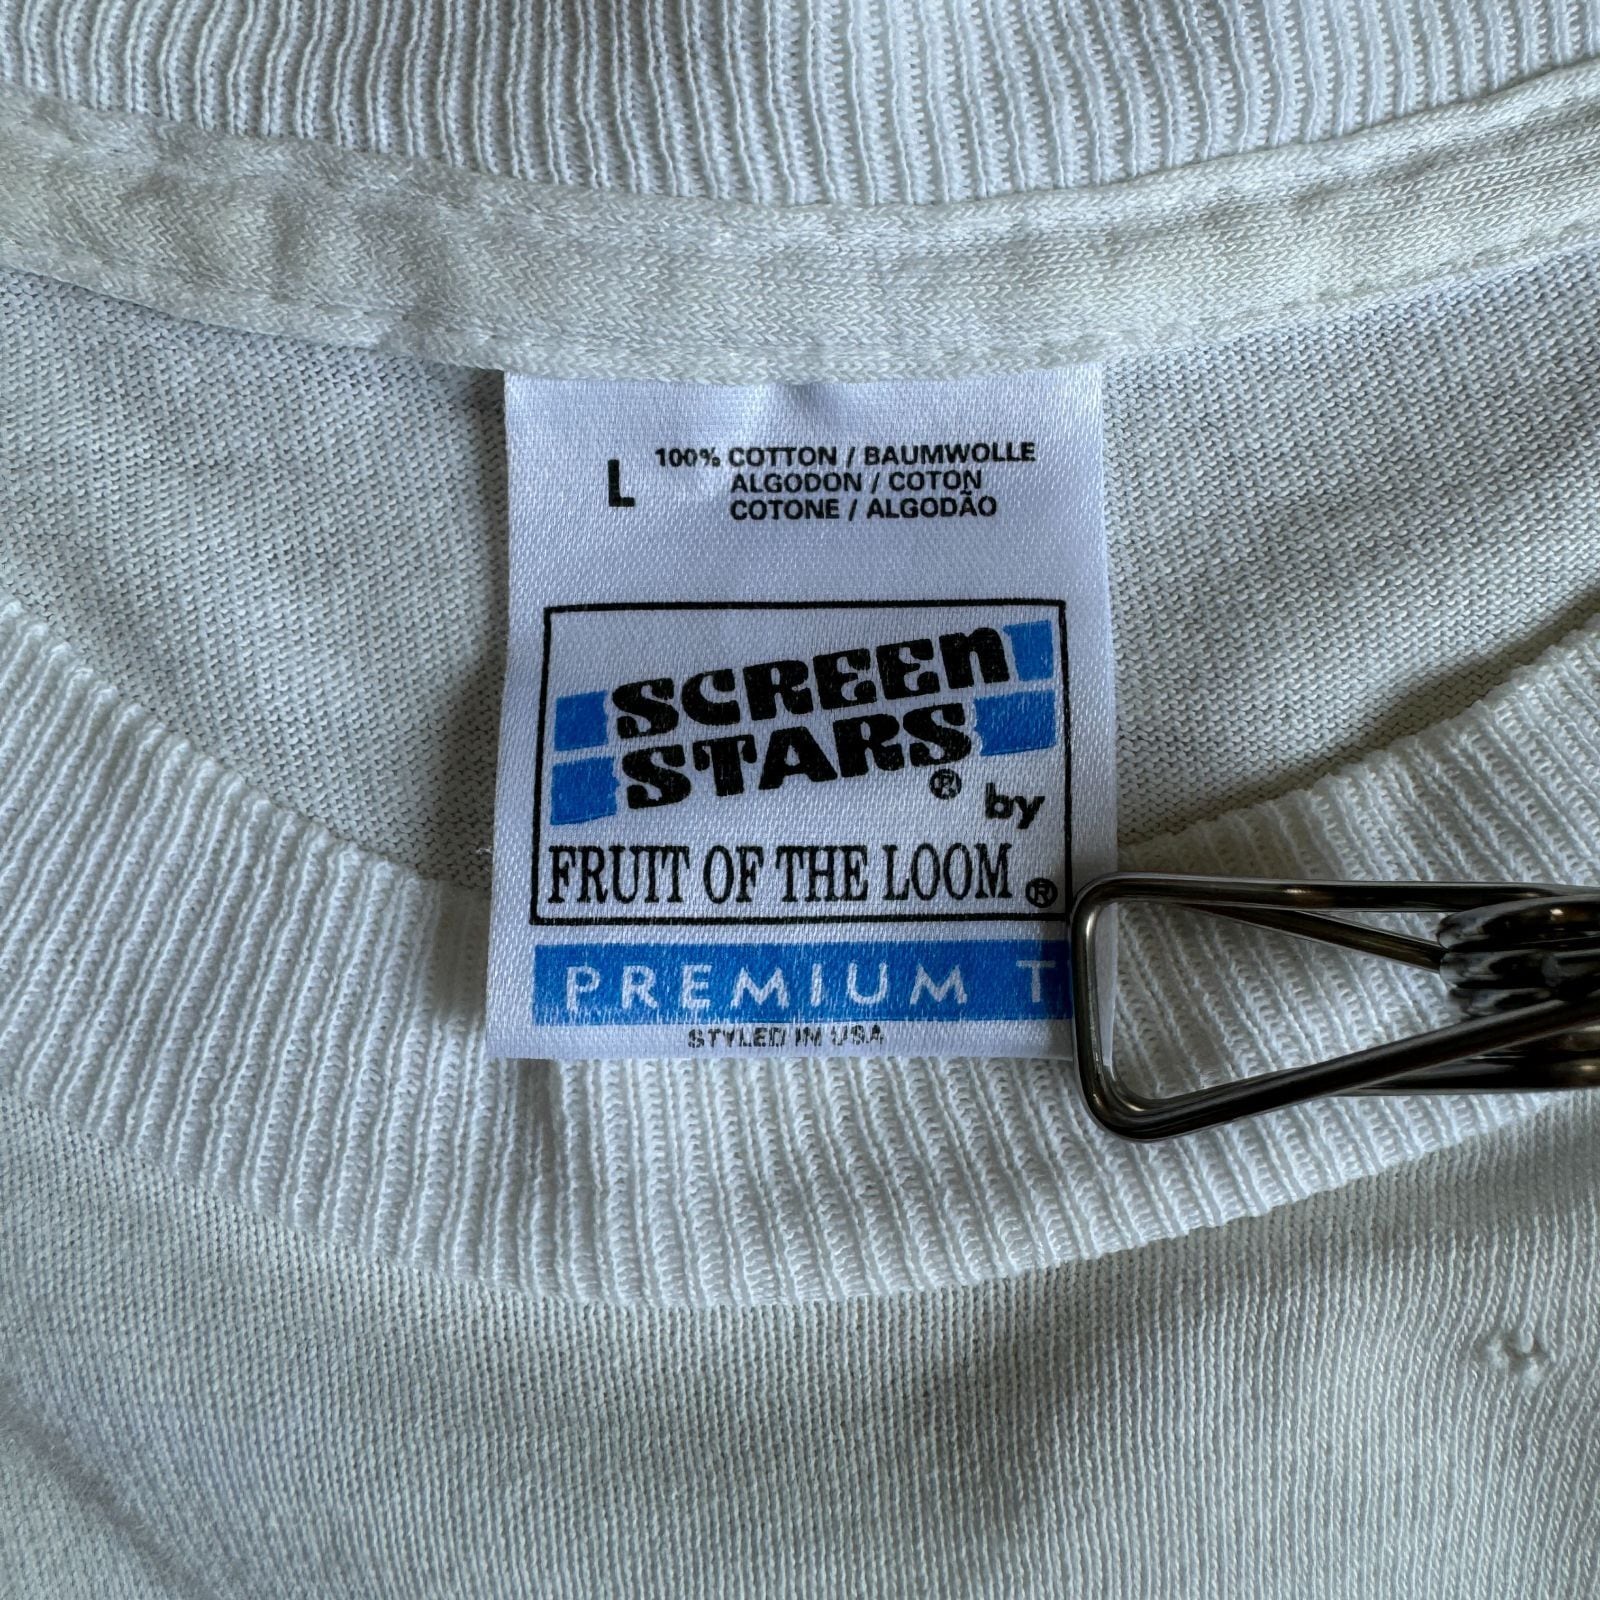 L
100% COTTON / BAUMWOLLE
ALGODON / COTON
COTONE / ALGODÃO
SCREEN
STARS ® by
FRUIT OF THE LOOM ®
PREMIUM T
STYLED IN USA